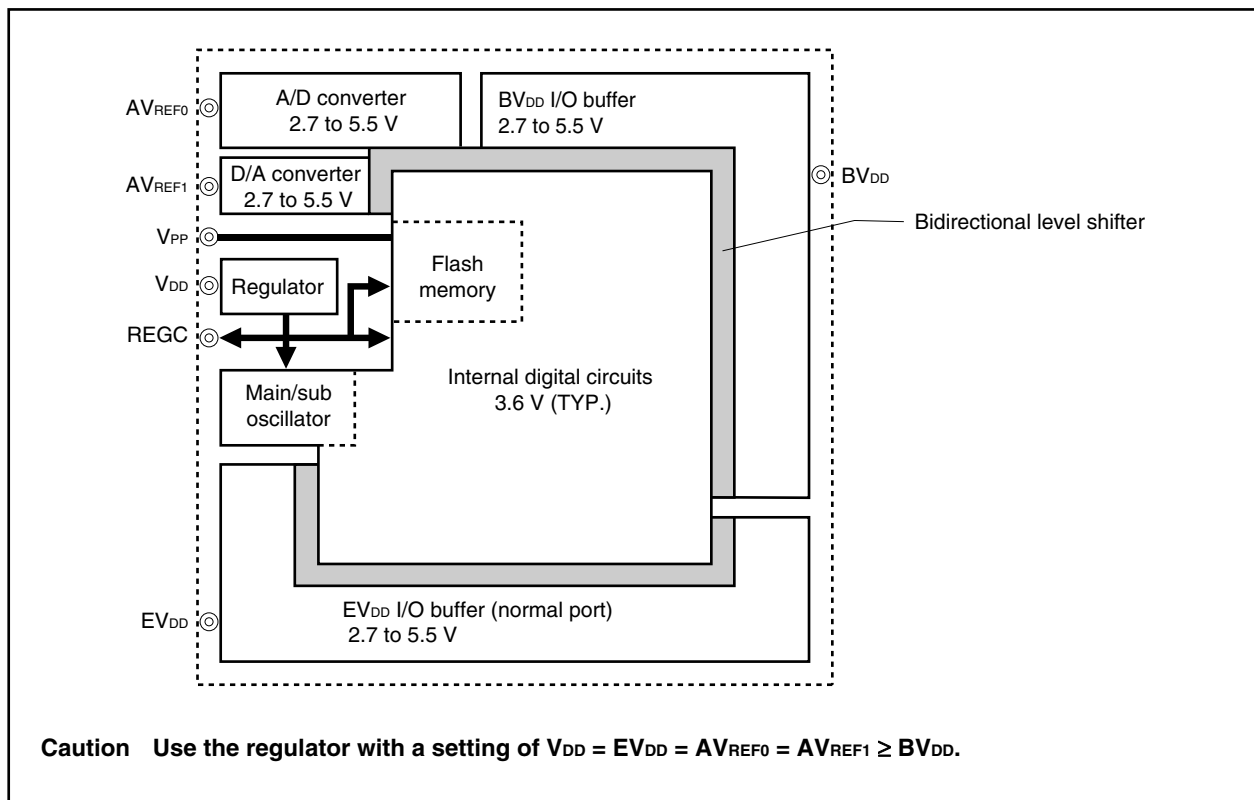 A/D converter
2.7 to 5.5 V
BVDD I/O buffer
2.7 to 5.5 V
AVREF0
D/A converter
2.7 to 5.5 V
AVREF1
BVDD
Bidirectional level shifter
VPP
Flash
memory
VDD
Regulator
REGC
Internal digital circuits
3.6 V (TYP.)
Main/sub
oscillator
EVDD I/O buffer (normal port)
2.7 to 5.5 V
EVDD
Caution Use the regulator with a setting of VDD = EVDD = AVREF0 = AVREF1 ≥ BVDD.